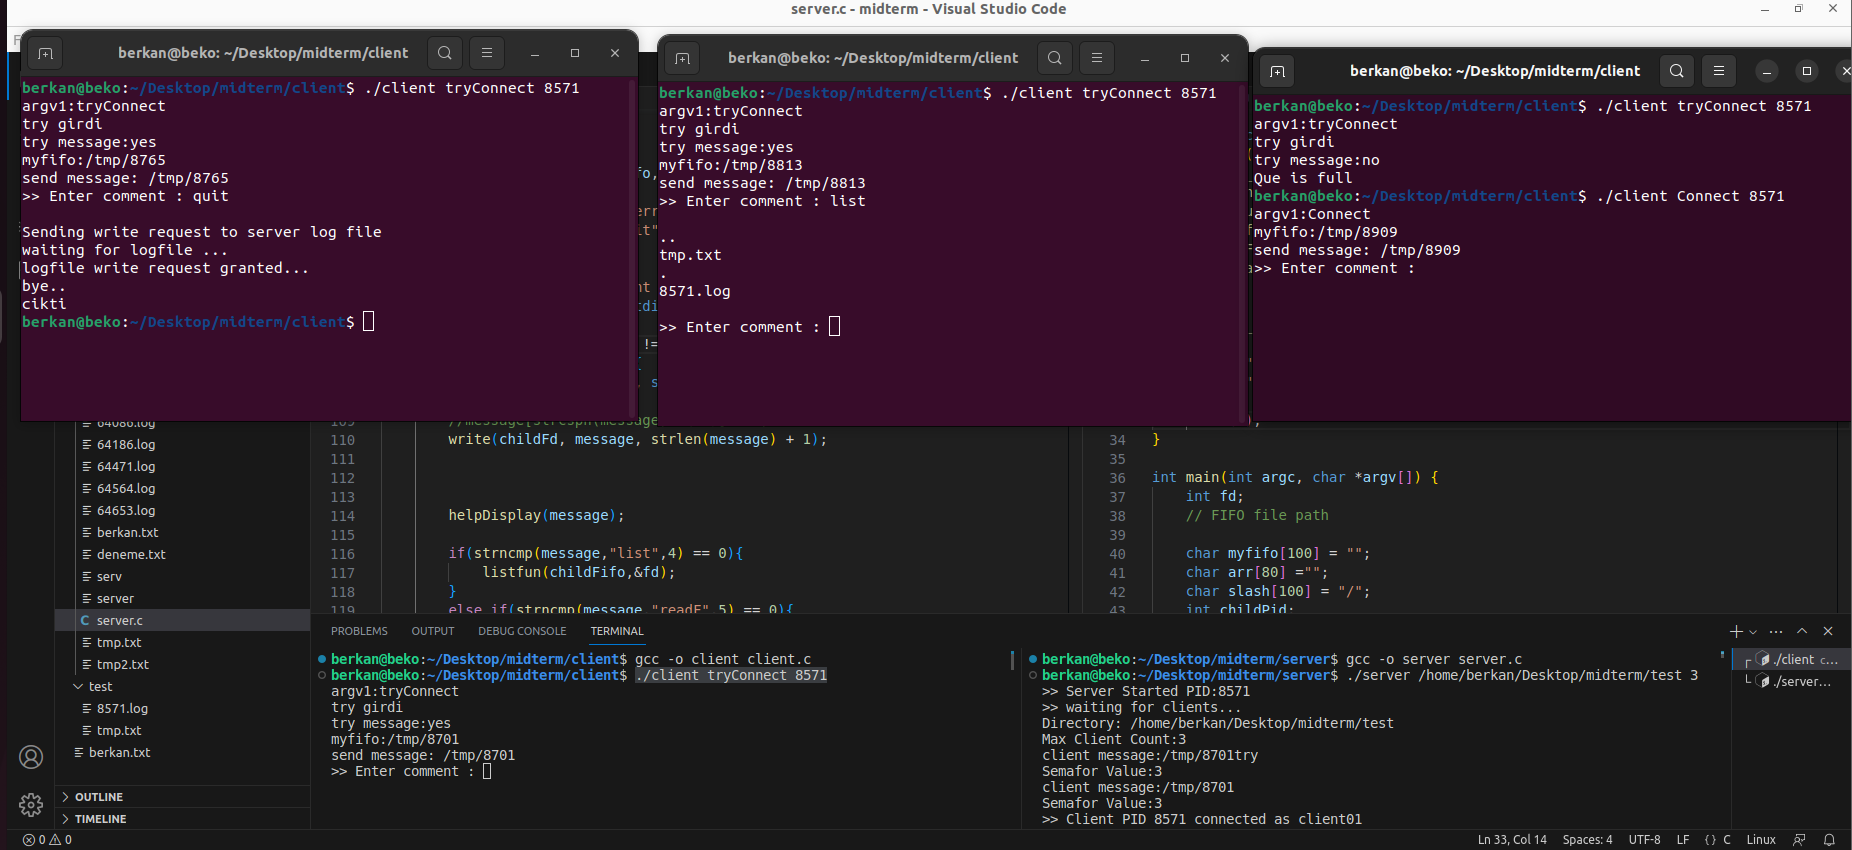 server.c - midterm - Visual Studio Code
berkan@beko: ~/Desktop/midterm/client
berkan@beko:~/Desktop/midterm/client$ ./client tryConnect 8571
argv1:tryConnect
try girdi
try message:yes
myfifo:/tmp/8765
send message: /tmp/8765
>> Enter comment : quit
Sending write request to server log file
waiting for logfile ...
logfile write request granted...
bye..
cikti
berkan@beko:~/Desktop/midterm/client$
berkan@beko: ~/Desktop/midterm/client
berkan@beko:~/Desktop/midterm/client$ ./client tryConnect 8571
argv1:tryConnect
try girdi
try message:yes
myfifo:/tmp/8813
send message: /tmp/8813
>> Enter comment : list
..
tmp.txt
.
8571.log
>> Enter comment :
berkan@beko: ~/Desktop/midterm/client
berkan@beko:~/Desktop/midterm/client$ ./client tryConnect 8571
argv1:tryConnect
try girdi
try message:no
Que is full
berkan@beko:~/Desktop/midterm/client$ ./client Connect 8571
argv1:Connect
myfifo:/tmp/8909
send message: /tmp/8909
>> Enter comment :
64086.log
64186.log
64471.log
64564.log
64653.log
berkan.txt
deneme.txt
serv
server
C server.c
tmp.txt
tmp2.txt
test
8571.log
tmp.txt
berkan.txt
OUTLINE
TIMELINE
110 write(childFd, message, strlen(message) + 1);
111
112
113
114 helpDisplay(message);
115
116 if(strncmp(message,"list",4) == 0){
117 listfun(childFifo,&fd);
118 }
119 else if(strncmp(message,"readF",5) == 0){
34 }
35
36 int main(int argc, char *argv[]) {
37 int fd;
38 // FIFO file path
39
40 char myfifo[100] = "";
41 char arr[80] ="";
42 char slash[100] = "/";
43 int childPid;
PROBLEMS OUTPUT DEBUG CONSOLE TERMINAL
berkan@beko:~/Desktop/midterm/client$ gcc -o client client.c
berkan@beko:~/Desktop/midterm/client$ ./client tryConnect 8571
argv1:tryConnect
try girdi
try message:yes
myfifo:/tmp/8701
send message: /tmp/8701
>> Enter comment :
berkan@beko:~/Desktop/midterm/server$ gcc -o server server.c
berkan@beko:~/Desktop/midterm/server$ ./server /home/berkan/Desktop/midterm/test 3
>> Server Started PID:8571
>> waiting for clients...
Directory: /home/berkan/Desktop/midterm/test
Max Client Count:3
client message:/tmp/8701try
Semafor Value:3
client message:/tmp/8701
Semafor Value:3
>> Client PID 8571 connected as client01
./client c...
./server...
0 0
Ln 33, Col 14 Spaces: 4 UTF-8 LF {} C Linux